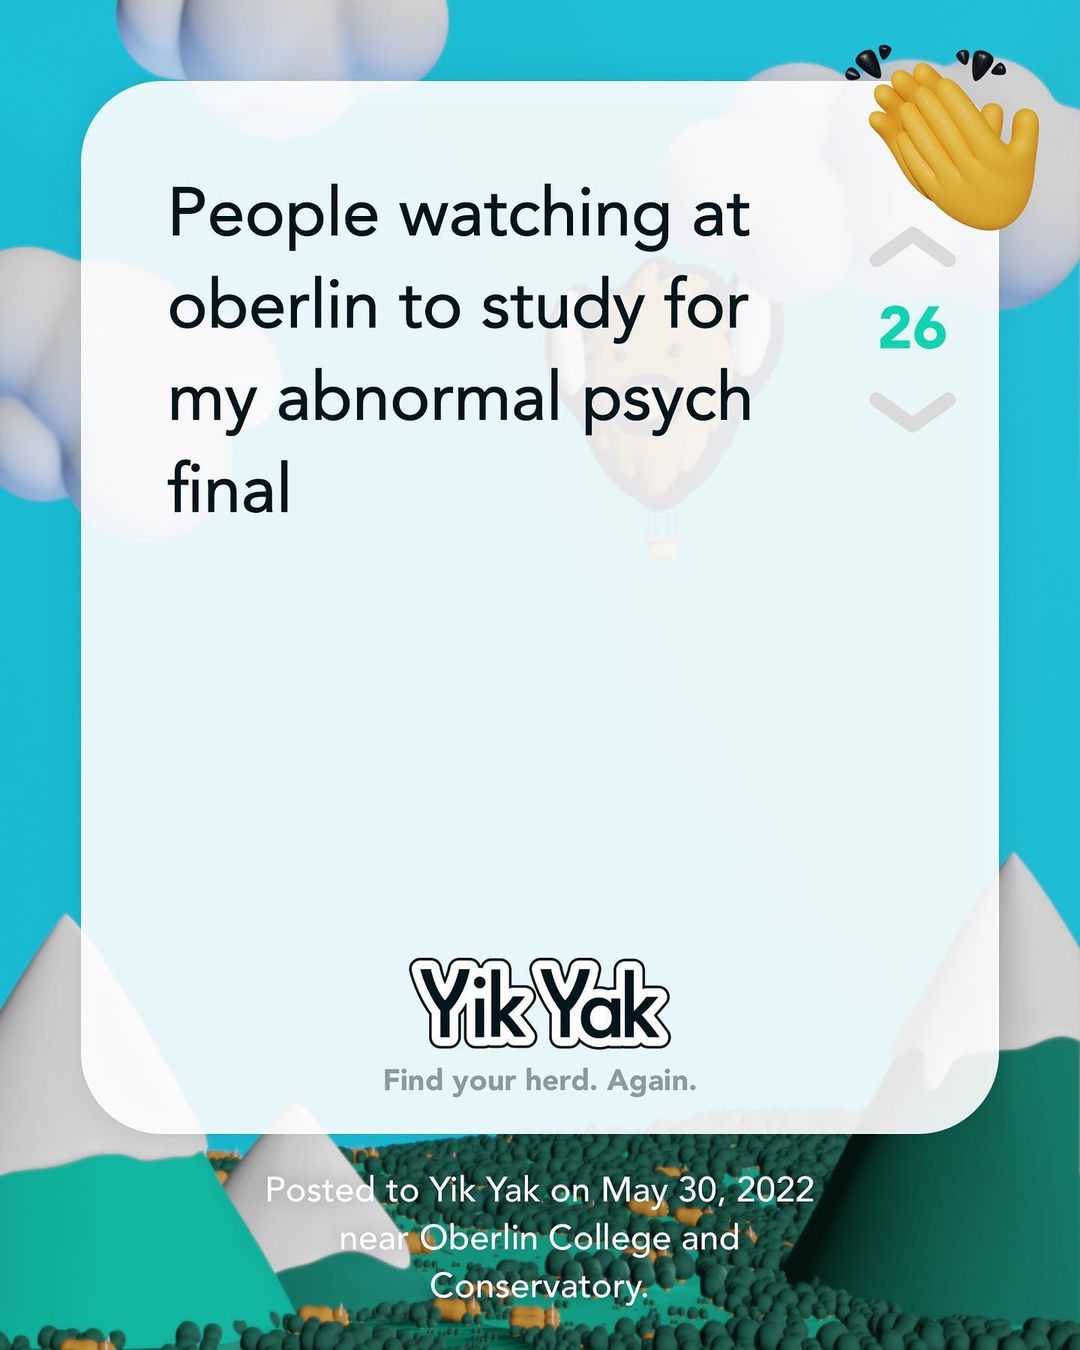 People watching at
oberlin to study for
my abnormal psych
final
26
Yik Yak
Find your herd. Again.
Posted to Yik Yak on May 30, 2022
near Oberlin College and
Conservatory.